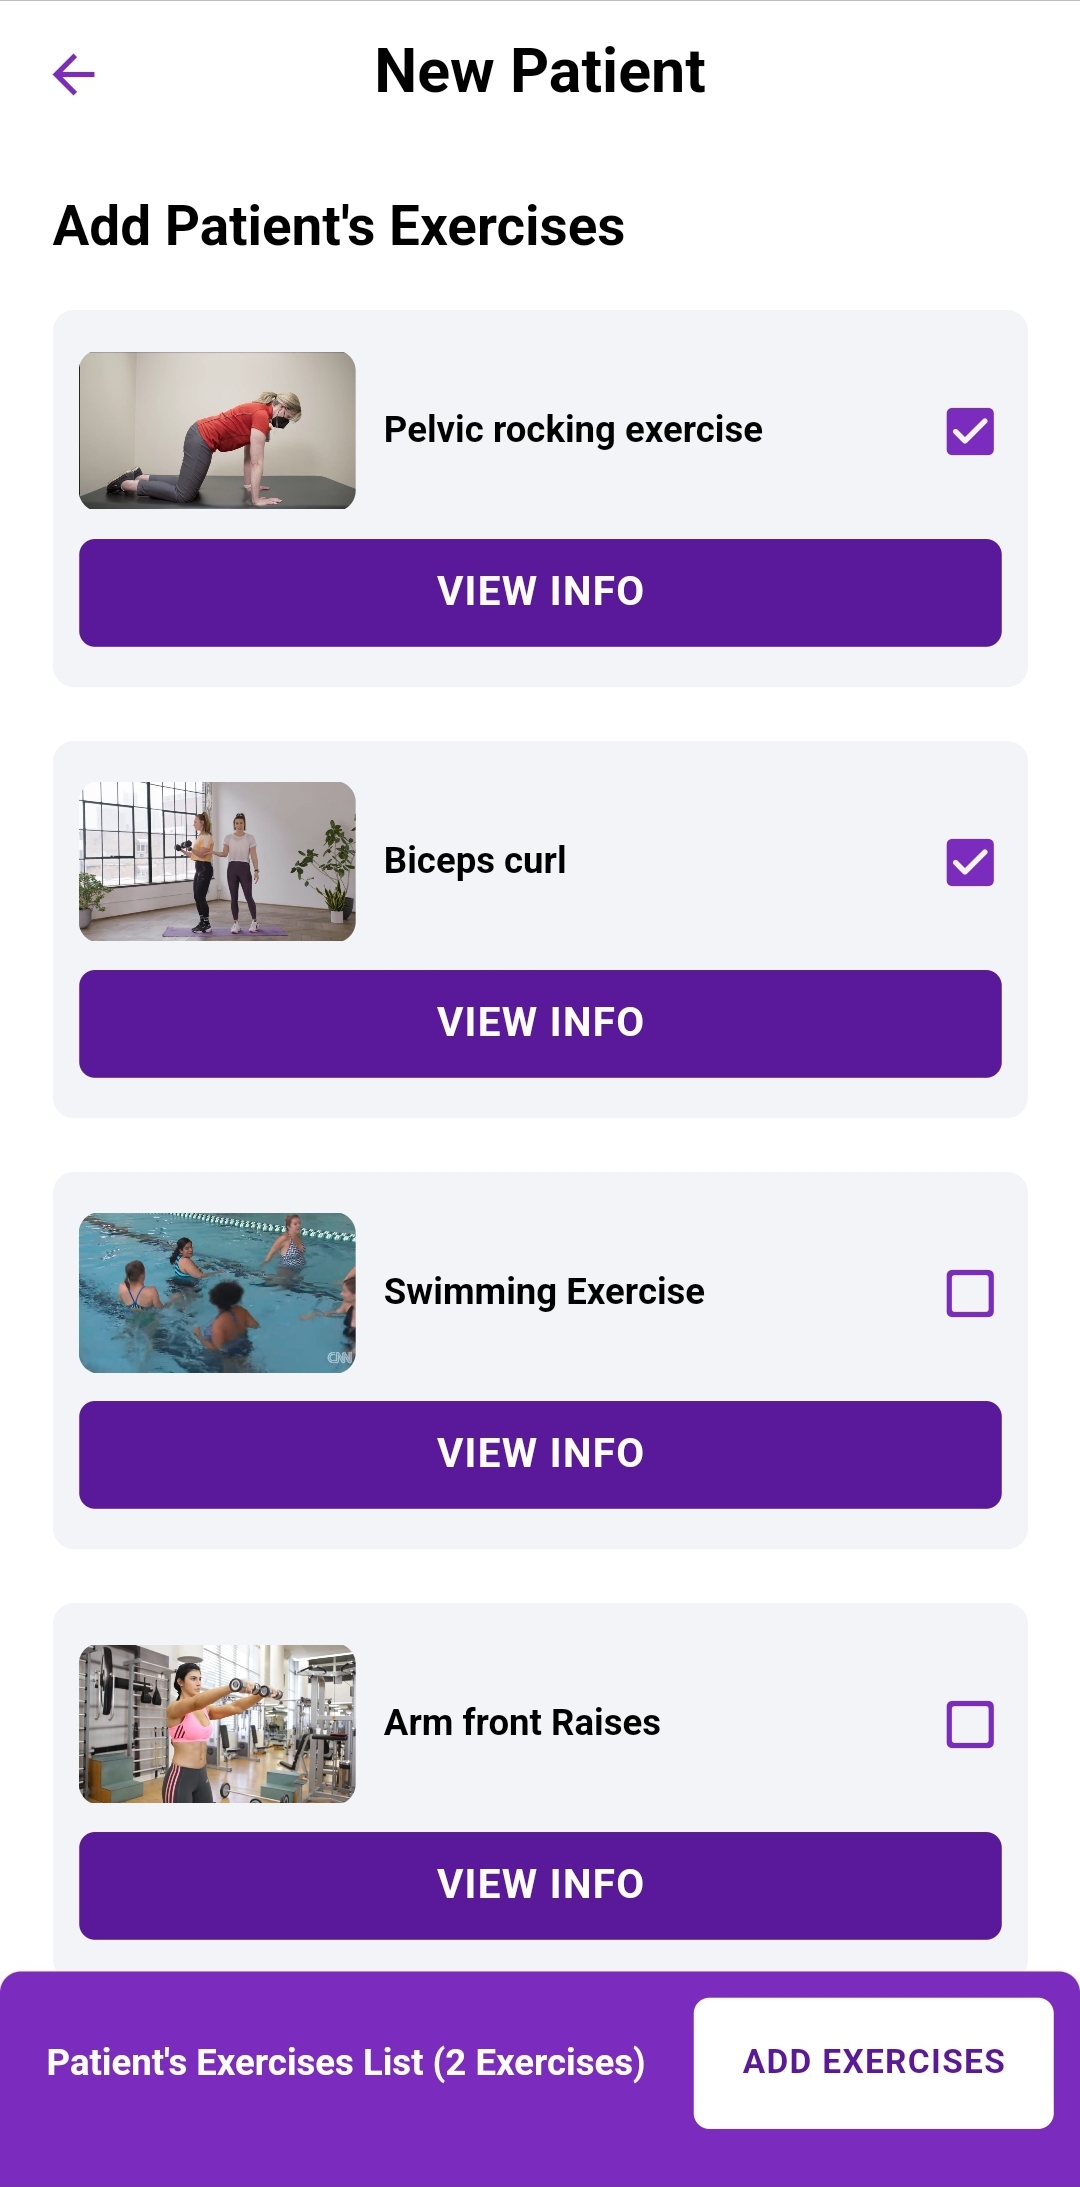 New Patient
Add Patient's Exercises
Pelvic rocking exercise
VIEW INFO
Biceps curl
VIEW INFO
Swimming Exercise
CNN
VIEW INFO
Arm front Raises
VIEW INFO
Patient's Exercises List (2 Exercises)
ADD EXERCISES